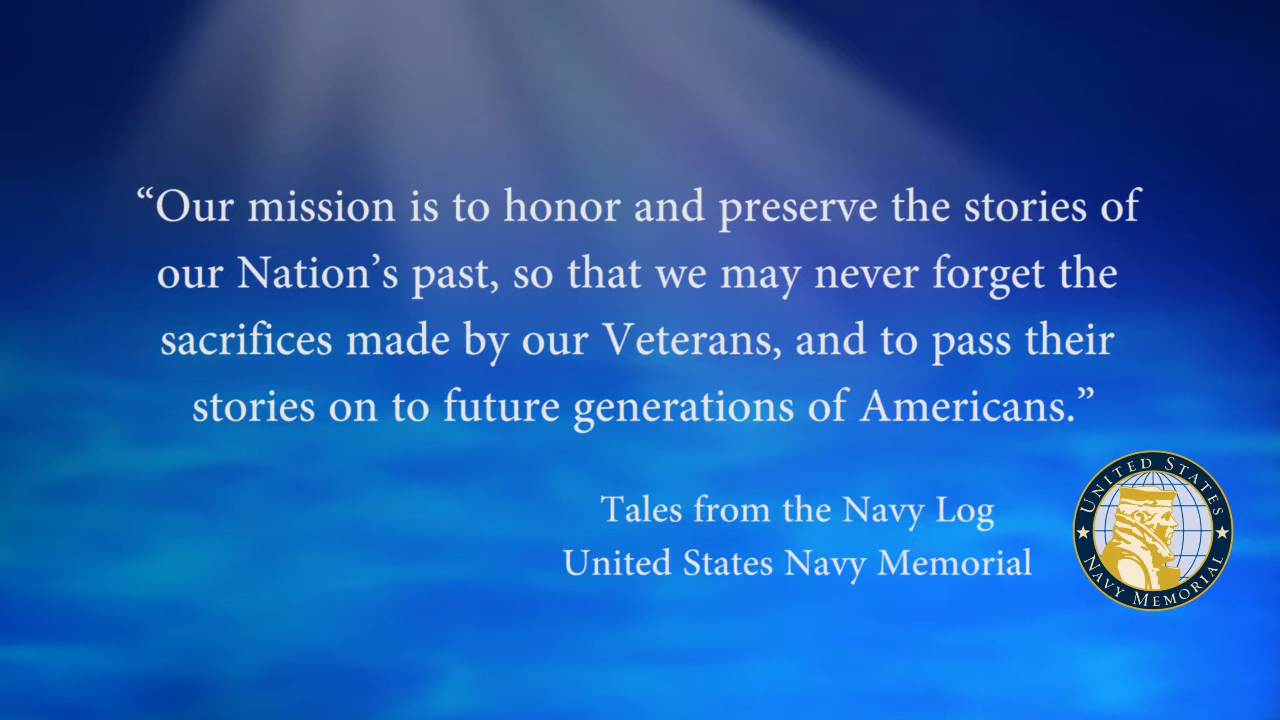 “Our mission is to honor and preserve the stories of
our Nation’s past, so that we may never forget the
sacrifices made by our Veterans, and to pass their
stories on to future generations of Americans.”
Tales from the Navy Log
United States Navy Memorial
UNITED STATES
NAVY MEMORIAL